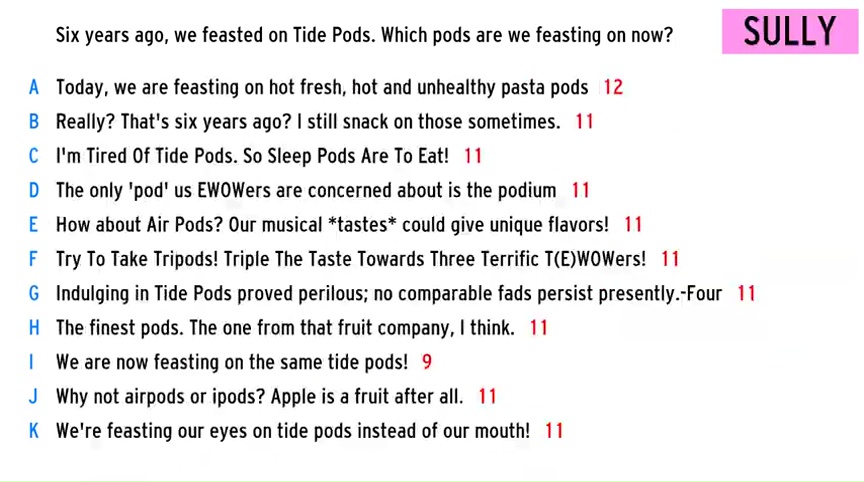 Six years ago, we feasted on Tide Pods. Which pods are we feasting on now?
SULLY
A Today, we are feasting on hot fresh, hot and unhealthy pasta pods 12
B Really? That's six years ago? I still snack on those sometimes. 11
C I'm Tired Of Tide Pods. So Sleep Pods Are To Eat! 11
D The only 'pod' us EWOWers are concerned about is the podium 11
E How about Air Pods? Our musical *tastes* could give unique flavors! 11
F Try To Take Tripods! Triple The Taste Towards Three Terrific T(E)WOWers! 11
G Indulging in Tide Pods proved perilous; no comparable fads persist presently.-Four 11
H The finest pods. The one from that fruit company, I think. 11
I We are now feasting on the same tide pods! 9
J Why not airpods or ipods? Apple is a fruit after all. 11
K We're feasting our eyes on tide pods instead of our mouth! 11